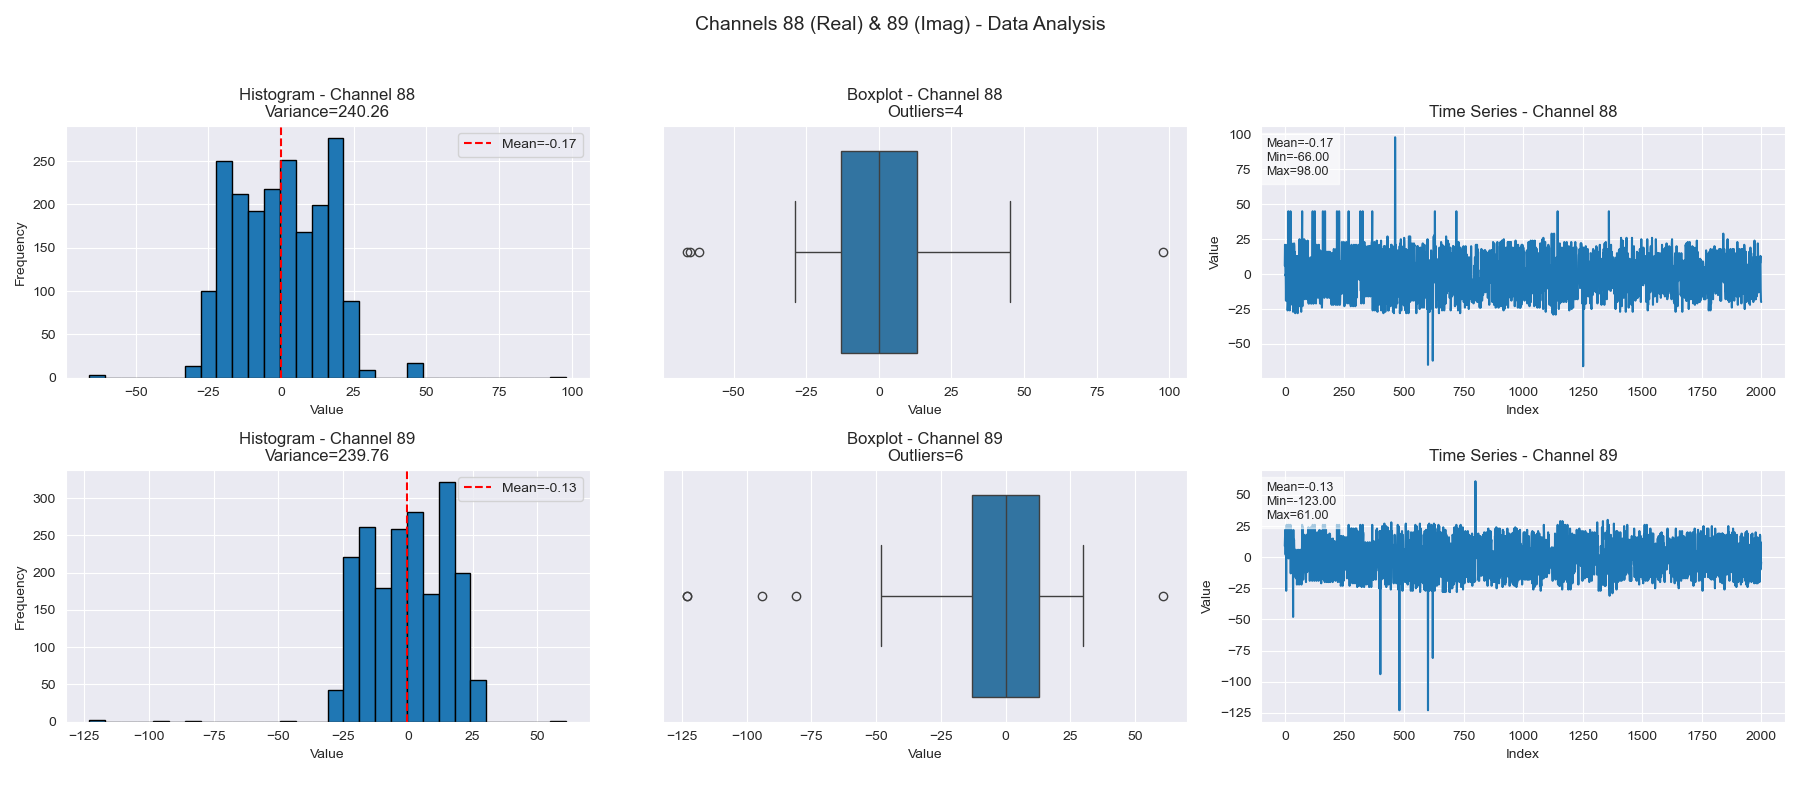 Channels 88 (Real) & 89 (Imag) - Data Analysis
Histogram - Channel 88
Variance=240.26
Mean=-0.17
250
200
150
100
50
0
Frequency
−50 −25 0 25 50 75 100
Value
Boxplot - Channel 88
Outliers=4
−50 −25 0 25 50 75 100
Value
Time Series - Channel 88
Mean=-0.17
Min=-66.00
Max=98.00
100
75
50
25
0
−25
−50
Value
0 250 500 750 1000 1250 1500 1750 2000
Index
Histogram - Channel 89
Variance=239.76
Mean=-0.13
300
250
200
150
100
50
0
Frequency
−125 −100 −75 −50 −25 0 25 50
Value
Boxplot - Channel 89
Outliers=6
−125 −100 −75 −50 −25 0 25 50
Value
Time Series - Channel 89
Mean=-0.13
Min=-123.00
Max=61.00
50
25
0
−25
−50
−75
−100
−125
Value
0 250 500 750 1000 1250 1500 1750 2000
Index